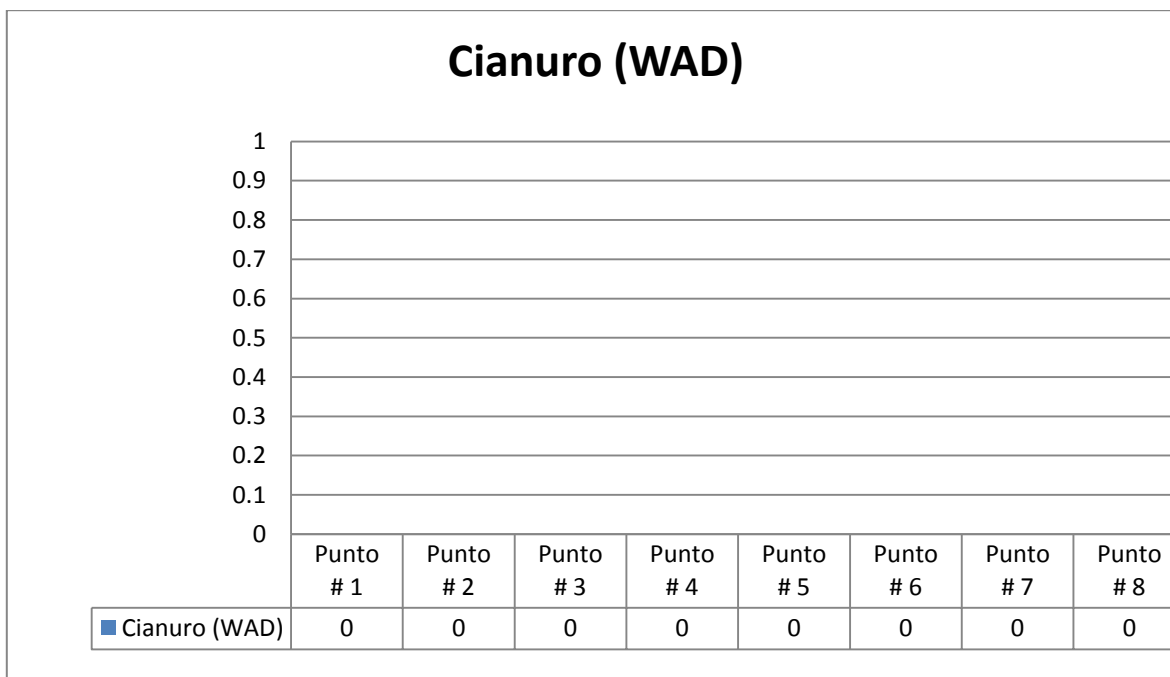 Cianuro (WAD)
1
0.9
0.8
0.7
0.6
0.5
0.4
0.3
0.2
0.1
0
Punto Punto Punto Punto Punto Punto Punto Punto
# 1 # 2 # 3 # 4 # 5 # 6 # 7 # 8
Cianuro (WAD) 0 0 0 0 0 0 0 0